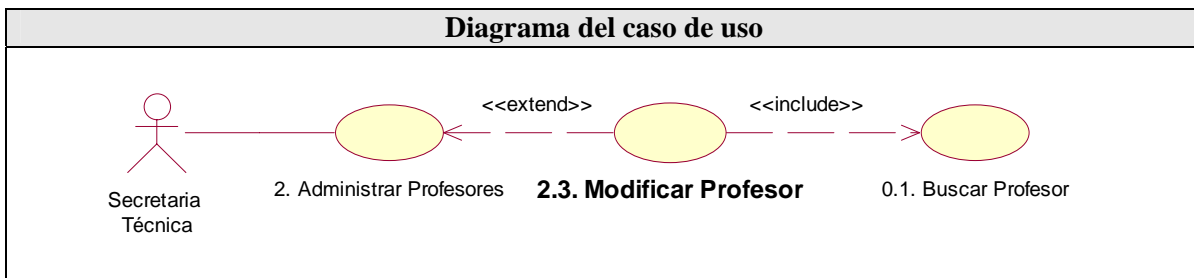 Diagrama del caso de uso
<<extend>>
<<include>>
2. Administrar Profesores
2.3. Modificar Profesor
0.1. Buscar Profesor
Secretaria
Técnica